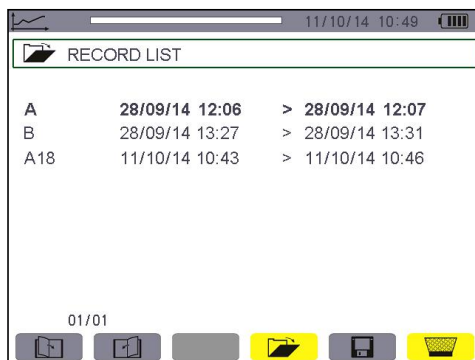 11/10/14 10:49
RECORD LIST
A 28/09/14 12:06 > 28/09/14 12:07
B 28/09/14 13:27 > 28/09/14 13:31
A18 11/10/14 10:43 > 11/10/14 10:46
01/01